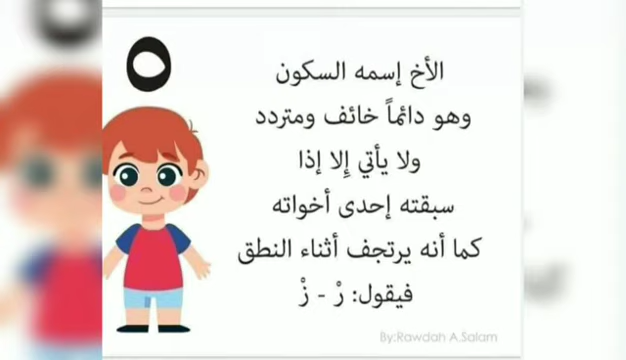 ه
الأخ إسمه السكون
وهو دائماً خائف ومتردد
ولا يأتي إِلا إذا
سبقته إحدى أخواته
كما أنه يرتجف أثناء النطق
فيقول: رْ - زْ
By:Rawdah A.Salam